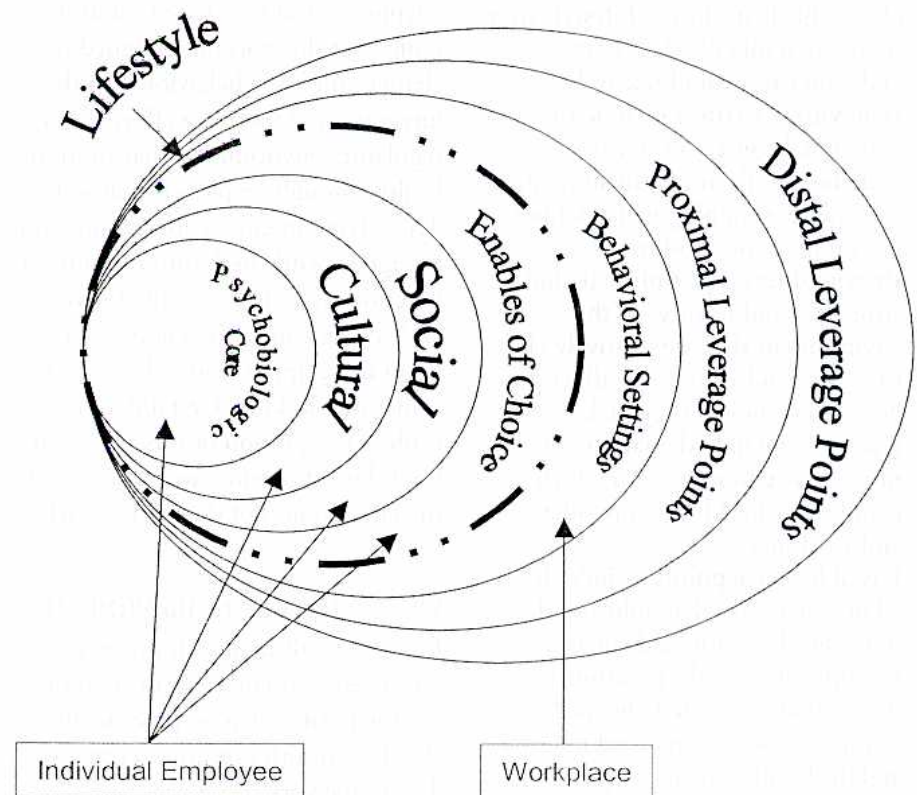 Lifestyle
Psychobiologic
Core
Cultural
Social
Enables of Choice
Behavioral Settings
Proximal Leverage Points
Distal Leverage Points
Individual Employee
Workplace